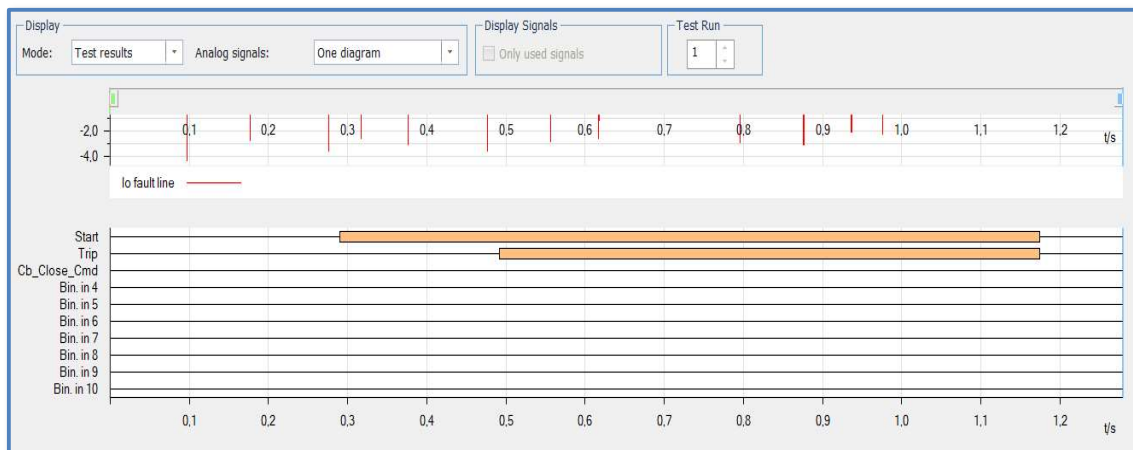 Display
Display Signals
Test Run
Mode: Test results Analog signals: One diagram
Only used signals
1
-2,0 0,1 0,2 0,3 0,4 0,5 0,6 0,7 0,8 0,9 1,0 1,1 1,2
t/s
-4,0
Io fault line
Start
Trip
Cb_Close_Cmd
Bin. in 4
Bin. in 5
Bin. in 6
Bin. in 7
Bin. in 8
Bin. in 9
Bin. in 10
0,1 0,2 0,3 0,4 0,5 0,6 0,7 0,8 0,9 1,0 1,1 1,2
t/s